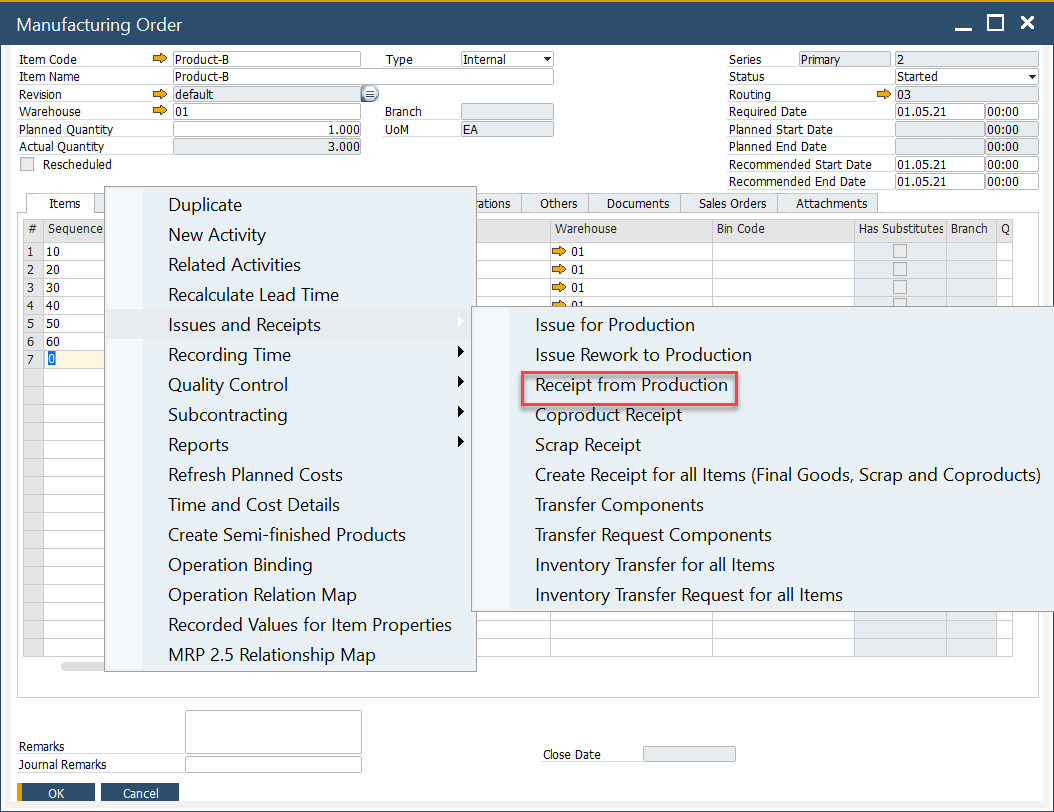 Manufacturing Order
Item Code Product-B Type Internal Series Primary 2
Item Name Product-B Status Started
Revision default Routing 03
Warehouse 01 Branch Required Date 01.05.21 00:00
Planned Quantity 1.000 UoM EA Planned Start Date 00:00
Actual Quantity 3.000 Planned End Date 00:00
Rescheduled Recommended Start Date 01.05.21 00:00
Recommended End Date 01.05.21 00:00
Items rations Others Documents Sales Orders Attachments
# Sequence Warehouse Bin Code Has Substitutes Branch Q
1 10 01
2 20 01
3 30 01
4 40 01
5 50
6 60
7 0
Duplicate
New Activity
Related Activities
Recalculate Lead Time
Issues and Receipts
Recording Time
Quality Control
Subcontracting
Reports
Refresh Planned Costs
Time and Cost Details
Create Semi-finished Products
Operation Binding
Operation Relation Map
Recorded Values for Item Properties
MRP 2.5 Relationship Map
Issue for Production
Issue Rework to Production
Receipt from Production
Coproduct Receipt
Scrap Receipt
Create Receipt for all Items (Final Goods, Scrap and Coproducts)
Transfer Components
Transfer Request Components
Inventory Transfer for all Items
Inventory Transfer Request for all Items
Remarks
Journal Remarks
Close Date
OK Cancel